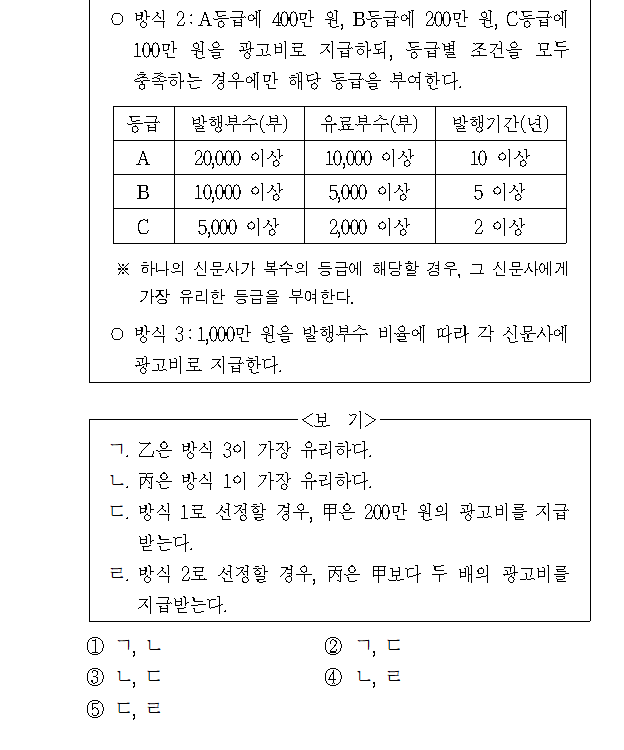 ○ 방식 2:A등급에 400만 원, B등급에 200만 원, C등급에
100만 원을 광고비로 지급하되, 등급별 조건을 모두
충족하는 경우에만 해당 등급을 부여한다.
등급 발행부수(부) 유료부수(부) 발행기간(년)
A 20,000 이상 10,000 이상 10 이상
B 10,000 이상 5,000 이상 5 이상
C 5,000 이상 2,000 이상 2 이상
※ 하나의 신문사가 복수의 등급에 해당할 경우, 그 신문사에게
가장 유리한 등급을 부여한다.
○ 방식 3:1,000만 원을 발행부수 비율에 따라 각 신문사에
광고비로 지급한다.
<보 기>
ㄱ. 乙은 방식 3이 가장 유리하다.
ㄴ. 丙은 방식 1이 가장 유리하다.
ㄷ. 방식 1로 선정할 경우, 甲은 200만 원의 광고비를 지급
받는다.
ㄹ. 방식 2로 선정할 경우, 丙은 甲보다 두 배의 광고비를
지급받는다.
① ㄱ, ㄴ ② ㄱ, ㄷ
③ ㄴ, ㄷ ④ ㄴ, ㄹ
⑤ ㄷ, ㄹ